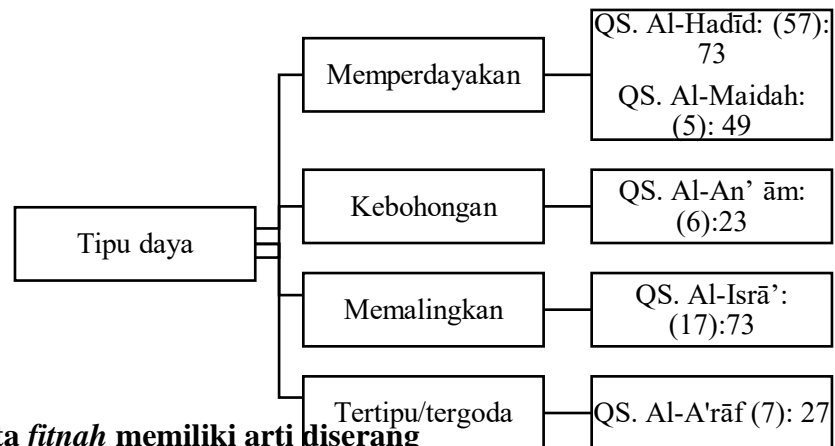 Tipu daya
Memperdayakan
QS. Al-Hadīd: (57):
73
QS. Al-Maidah:
(5): 49
Kebohongan
QS. Al-An’ ām:
(6):23
Memalingkan
QS. Al-Isrā’:
(17):73
Tertipu/tergoda
QS. Al-A'rāf (7): 27
fitnah memiliki arti diserang